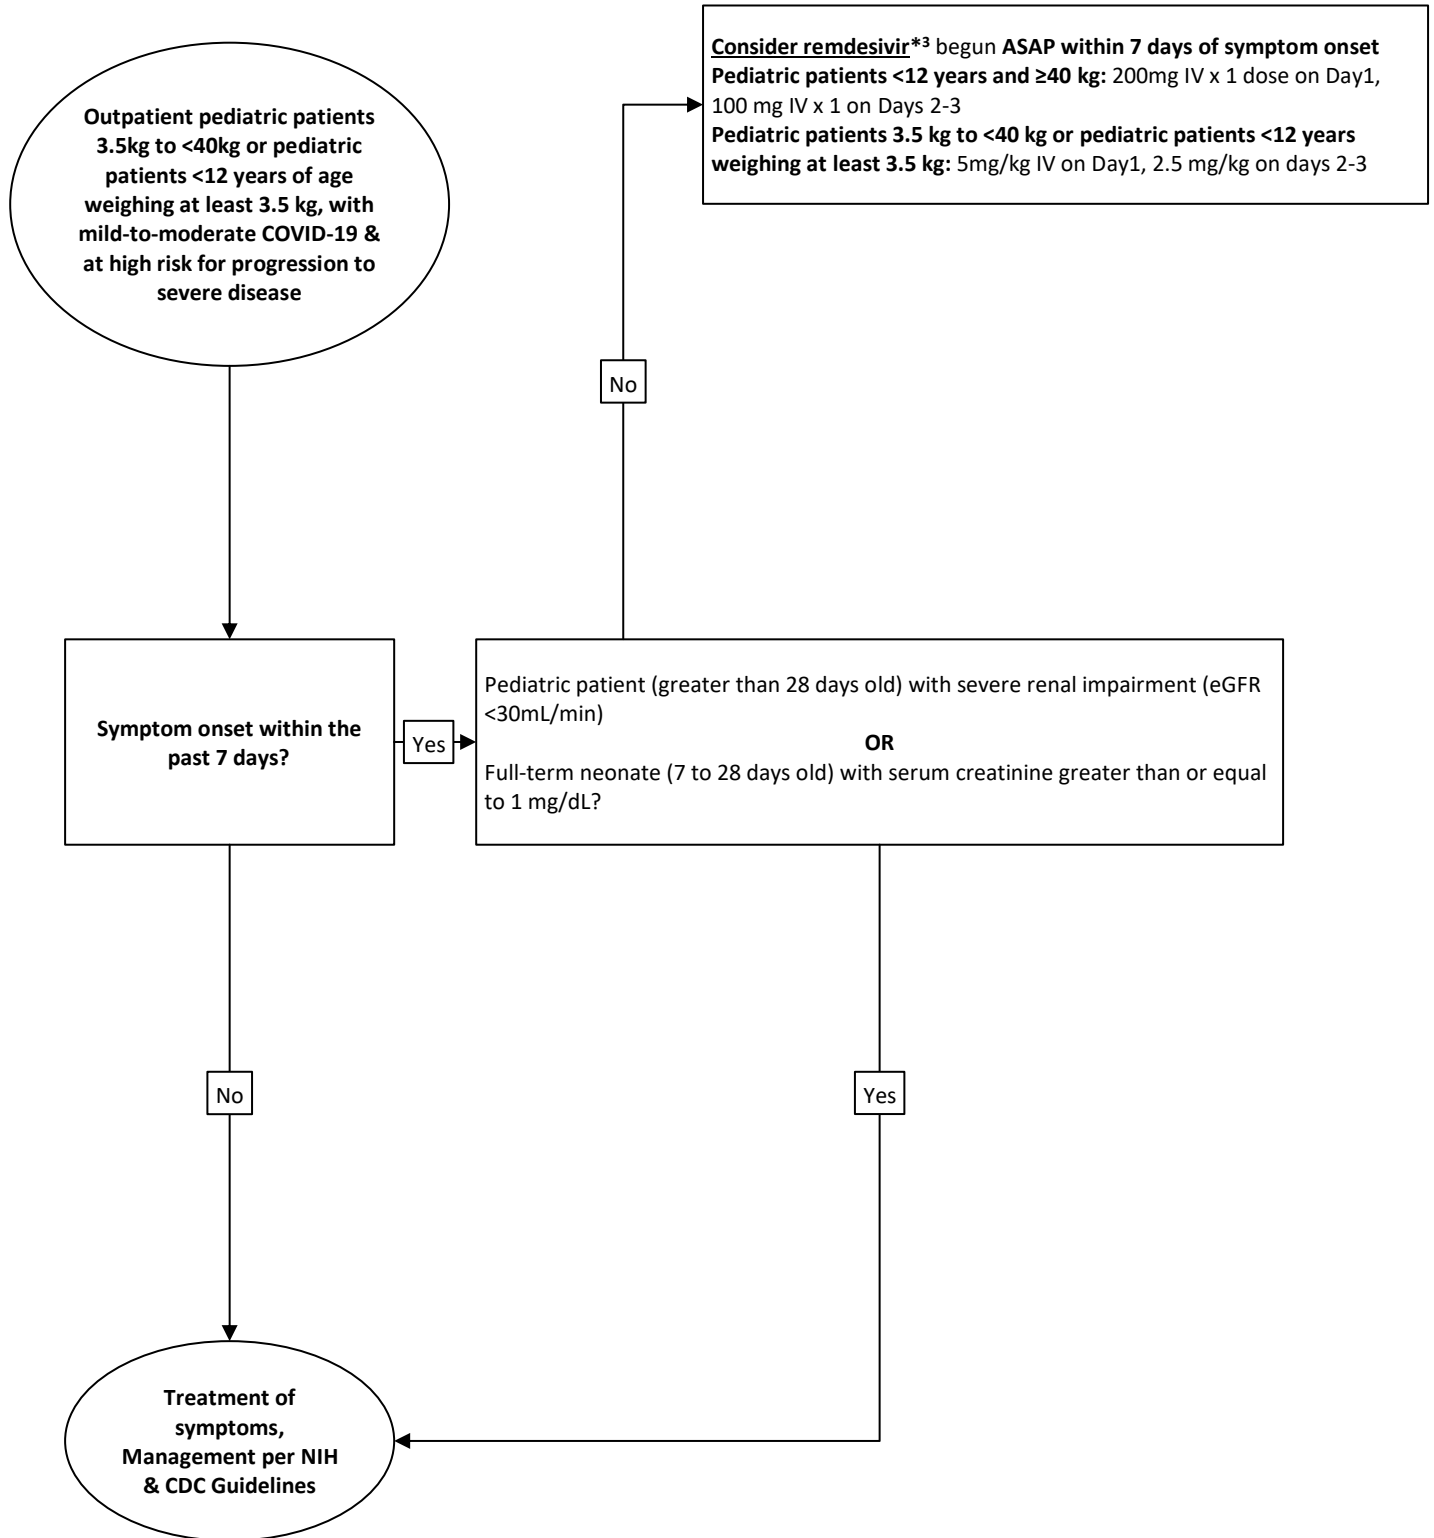 Consider remdesivir*³ begun ASAP within 7 days of symptom onset
Pediatric patients <12 years and ≥40 kg: 200mg IV x 1 dose on Day1,
100 mg IV x 1 on Days 2-3
Pediatric patients 3.5 kg to <40 kg or pediatric patients <12 years
weighing at least 3.5 kg: 5mg/kg IV on Day1, 2.5 mg/kg on days 2-3
Outpatient pediatric patients
3.5kg to <40kg or pediatric
patients <12 years of age
weighing at least 3.5 kg, with
mild-to-moderate COVID-19 &
at high risk for progression to
severe disease
No
Symptom onset within the
past 7 days?
Yes
Pediatric patient (greater than 28 days old) with severe renal impairment (eGFR
<30mL/min)
OR
Full-term neonate (7 to 28 days old) with serum creatinine greater than or equal
to 1 mg/dL?
No
Yes
Treatment of
symptoms,
Management per NIH
& CDC Guidelines